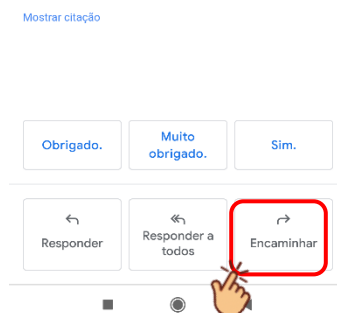 Mostrar citação
Obrigado.
Muito
obrigado.
Sim.
Responder
Responder a
todos
Encaminhar